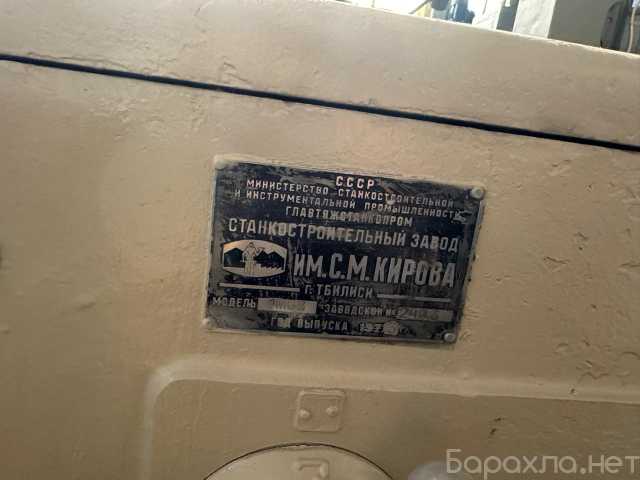 СССР
МИНИСТЕРСТВО СТАНКОСТРОИТЕЛЬНОЙ
И ИНСТРУМЕНТАЛЬНОЙ ПРОМЫШЛЕННОСТИ
ГЛАВТЯЖСТАНКОПРОМ
СТАНКОСТРОИТЕЛЬНЫЙ ЗАВОД
ИМ.С.М.КИРОВА
Г.ТБИЛИСИ
МОДЕЛЬ ЗАВОДСКОЙ №
ГОД ВЫПУСКА
Барахла.нет